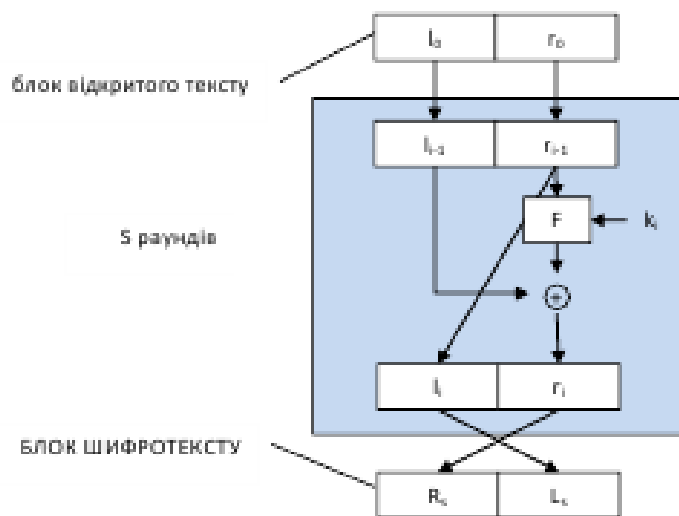 l₀ r₀
блок відкритого тексту
lᵢ₋₁ rᵢ₋₁
F kᵢ
S раундів
+
lᵢ rᵢ
БЛОК ШИФРОТЕКСТУ
Rₛ Lₛ